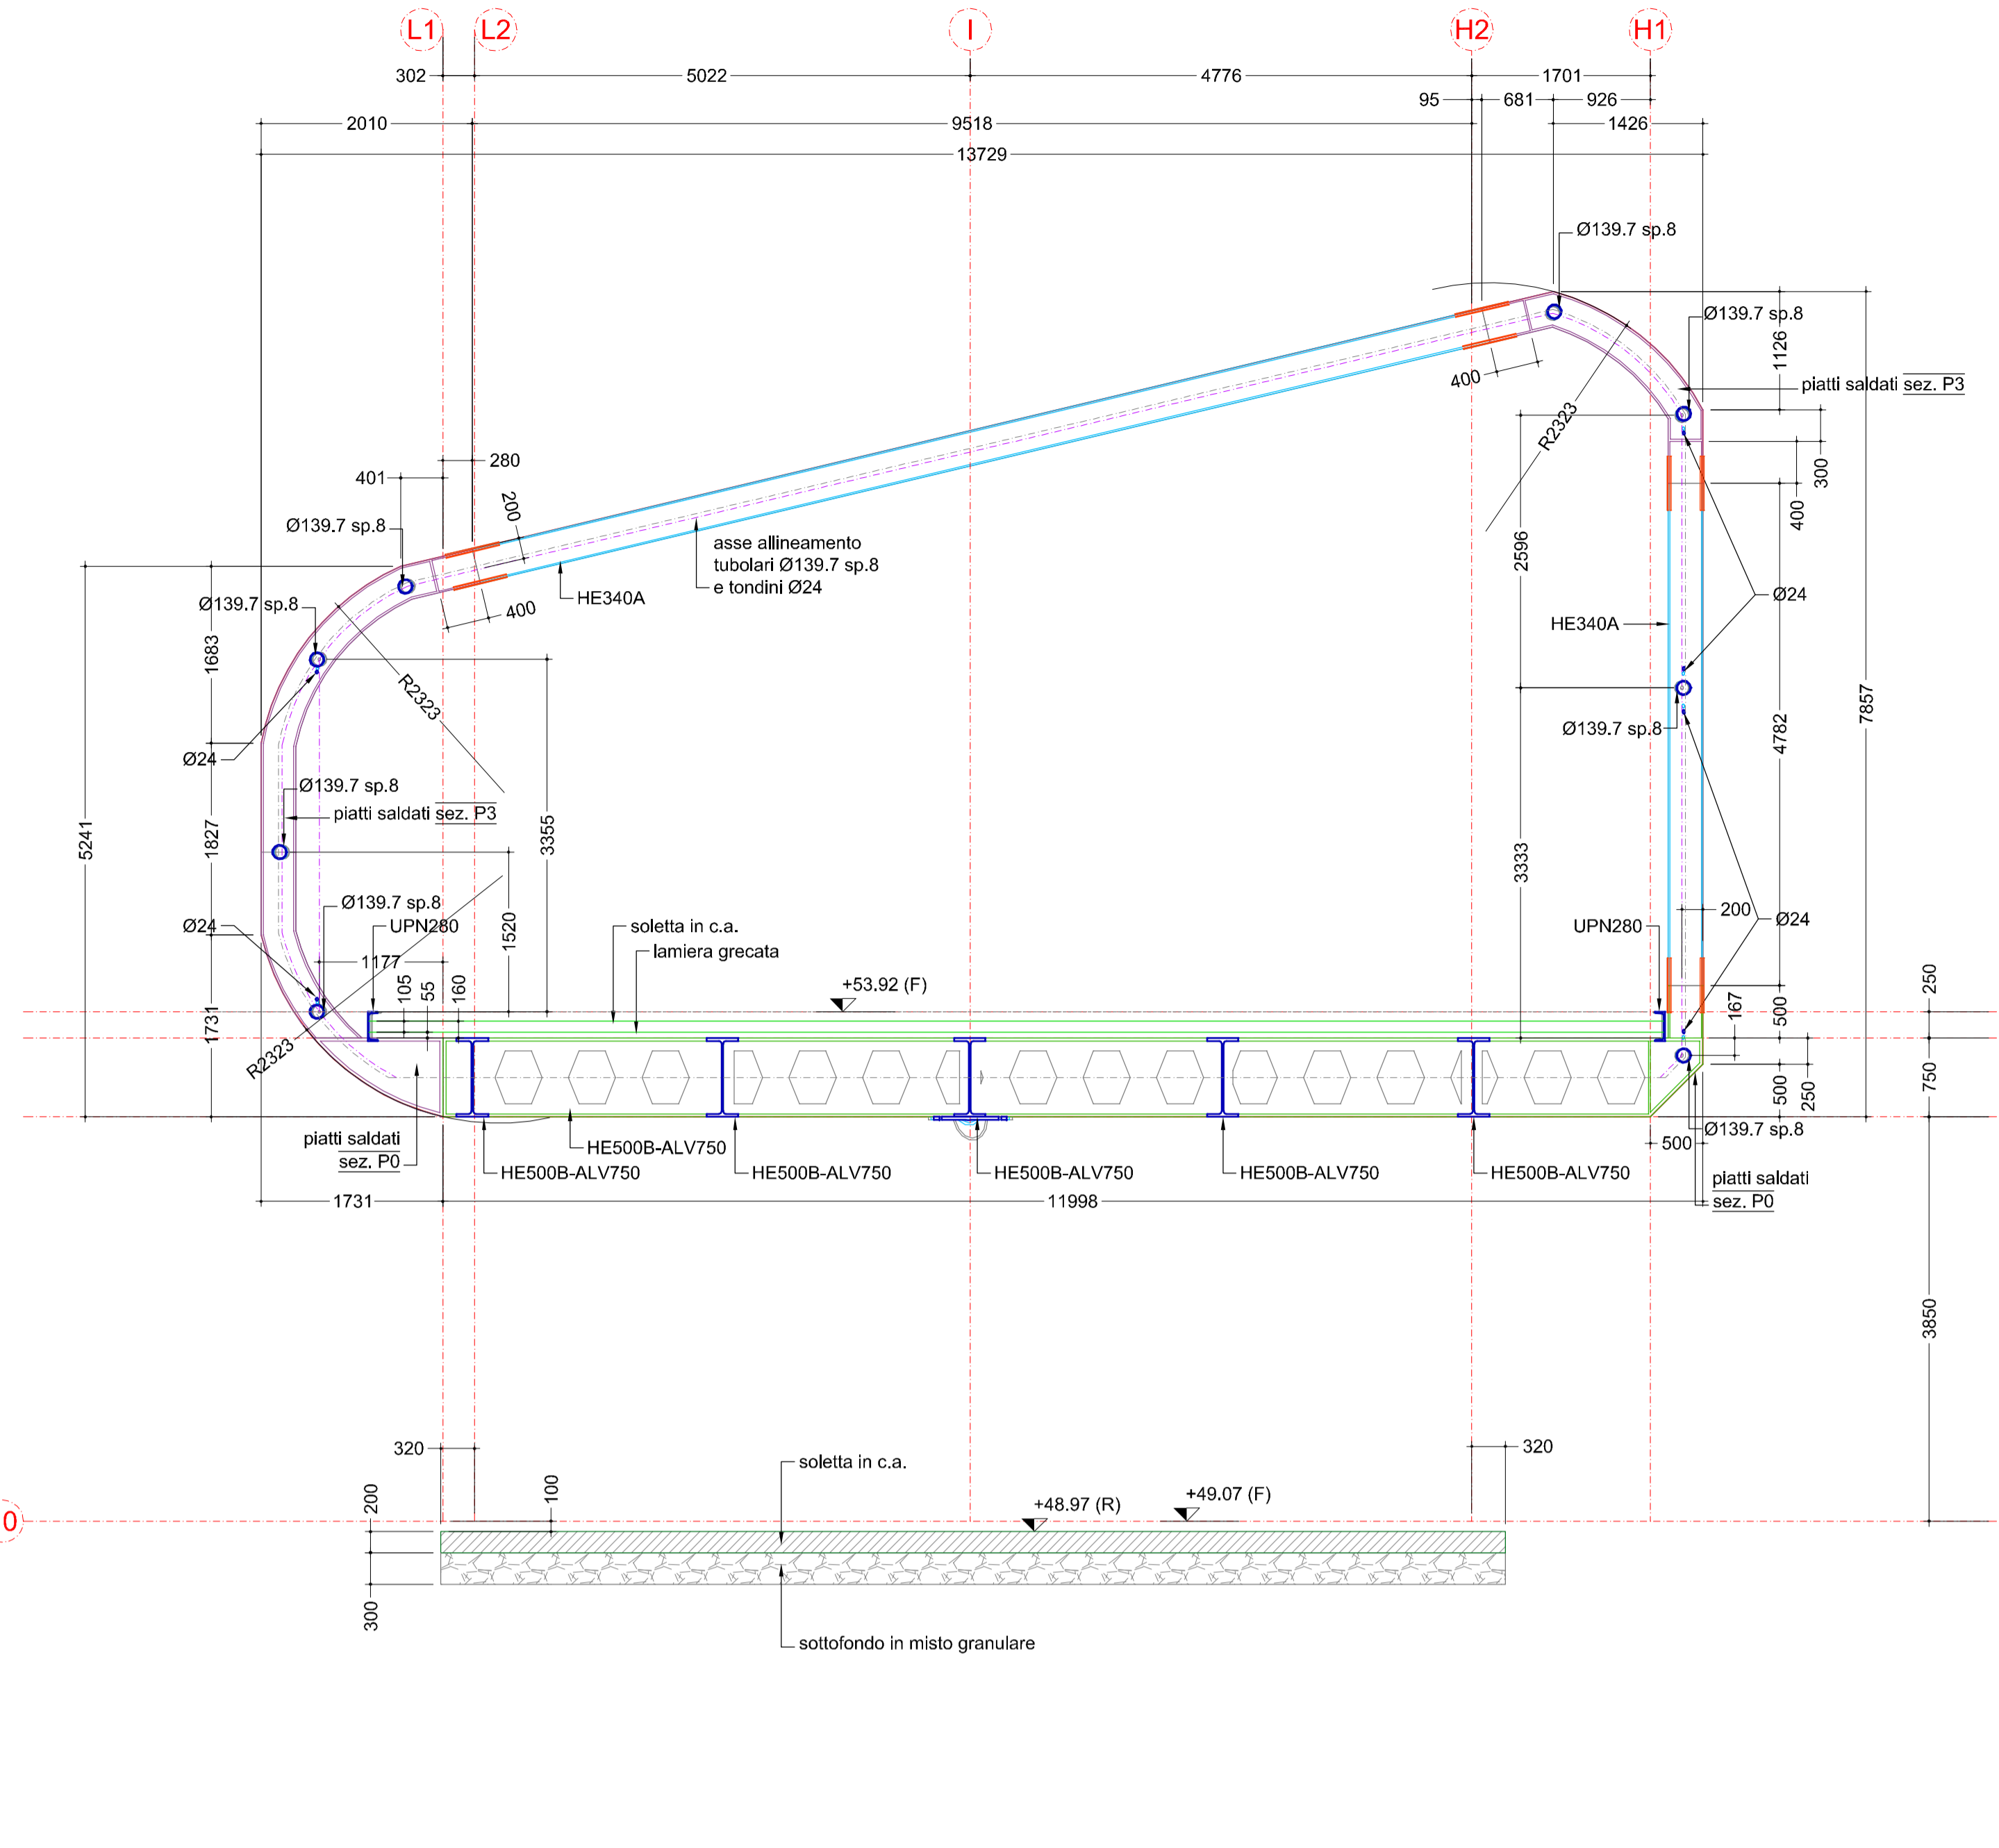 L1
L2
I
H2
H1
302
5022
4776
1701
95
681
926
2010
9518
1426
13729
Ø139.7 sp.8
Ø139.7 sp.8
1126
piatti saldati sez. P3
400
R2323
300
400
280
401
200
Ø139.7 sp.8
asse allineamento
tubolari Ø139.7 sp.8
e tondini Ø24
HE340A
400
2596
Ø24
HE340A
Ø139.7 sp.8
1683
R2323
7857
Ø139.7 sp.8
4782
Ø24
Ø139.7 sp.8
piatti saldati sez. P3
5241
1827
3355
3333
Ø139.7 sp.8
Ø24
UPN280
1520
soletta in c.a.
lamiera grecata
UPN280
200
Ø24
1177
105
55
160
+53.92 (F)
250
167
500
1731
R2323
750
500
250
Ø139.7 sp.8
500
piatti saldati
sez. P0
HE500B-ALV750
HE500B-ALV750
HE500B-ALV750
HE500B-ALV750
HE500B-ALV750
HE500B-ALV750
piatti saldati
sez. P0
1731
11998
3850
320
320
soletta in c.a.
200
100
+48.97 (R)
+49.07 (F)
0
300
sottofondo in misto granulare